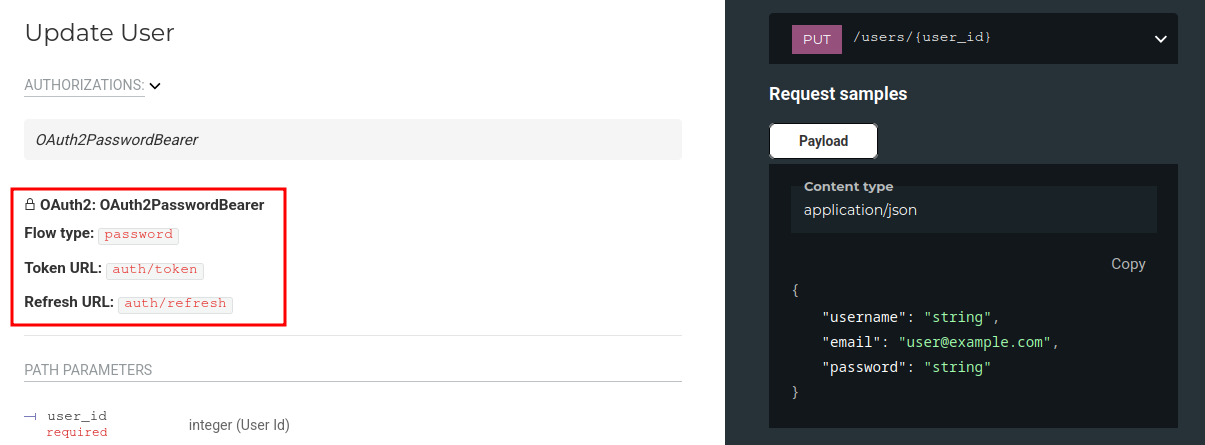 Update User
AUTHORIZATIONS:
OAuth2PasswordBearer
OAuth2: OAuth2PasswordBearer
Flow type: password
Token URL: auth/token
Refresh URL: auth/refresh
PATH PARAMETERS
user_id
required
integer (User Id)
PUT /users/{user_id}
Request samples
Payload
Content type
application/json
Copy
{
"username": "string",
"email": "user@example.com",
"password": "string"
}